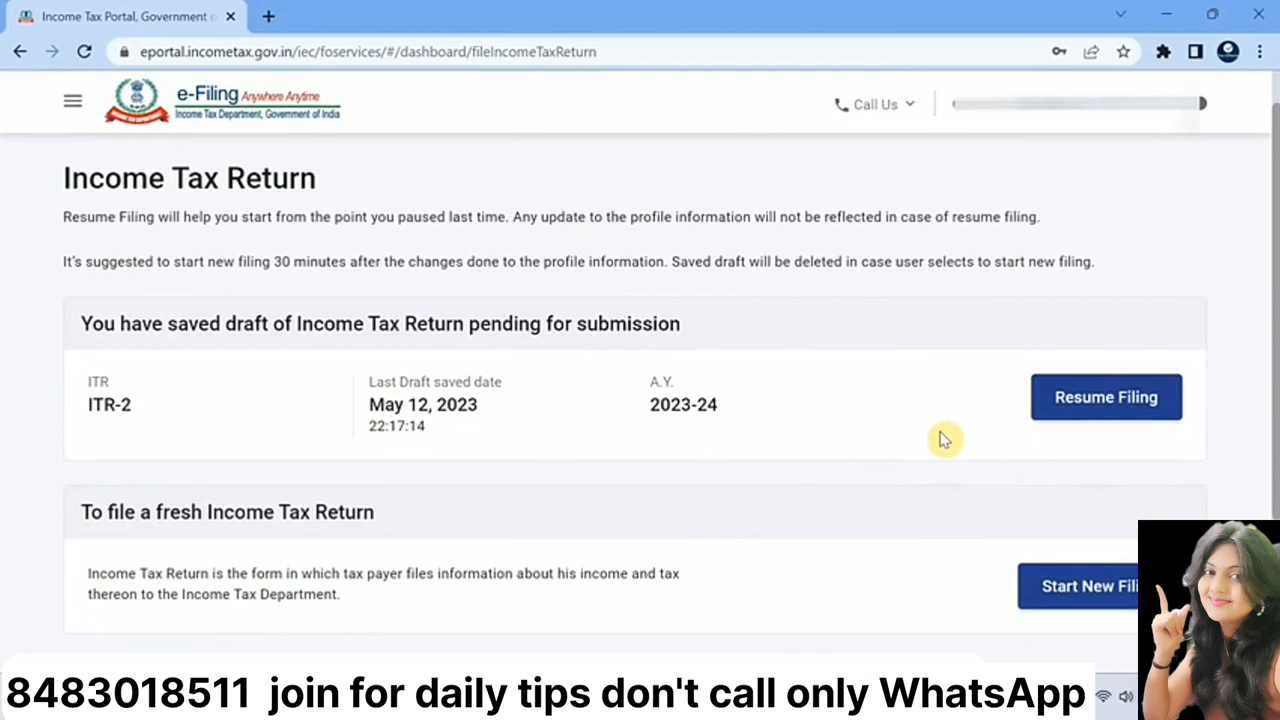 Income Tax Portal, Government o
eportal.incometax.gov.in/iec/foservices/#/dashboard/fileIncomeTaxReturn
e-Filing Anywhere Anytime
Income Tax Department, Government of India
Call Us
Income Tax Return
Resume Filing will help you start from the point you paused last time. Any update to the profile information will not be reflected in case of resume filing.
It's suggested to start new filing 30 minutes after the changes done to the profile information. Saved draft will be deleted in case user selects to start new filing.
You have saved draft of Income Tax Return pending for submission
ITR
Last Draft saved date
A.Y.
ITR-2
May 12, 2023
2023-24
Resume Filing
22:17:14
To file a fresh Income Tax Return
Income Tax Return is the form in which tax payer files information about his income and tax
thereon to the Income Tax Department.
Start New Fili
8483018511 join for daily tips don't call only WhatsApp